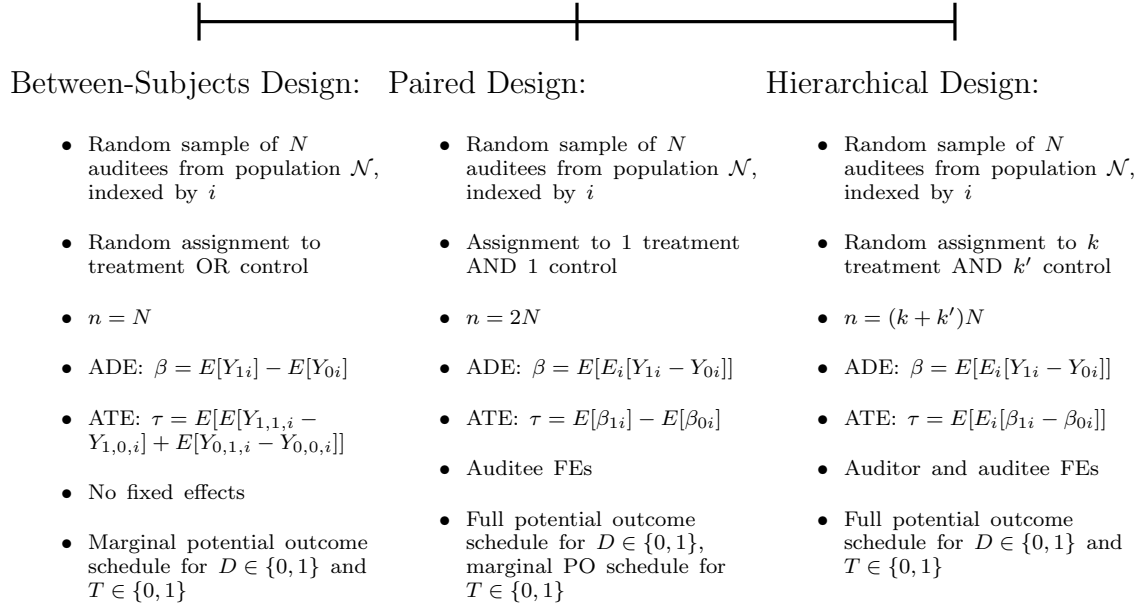 Between-Subjects Design:
• Random sample of N
auditees from population 𝒩,
indexed by i
• Random assignment to
treatment OR control
• n = N
• ADE: β = E[Y₁ᵢ] − E[Y₀ᵢ]
• ATE: τ = E[E[Y₁,₁,ᵢ −
Y₁,₀,ᵢ] + E[Y₀,₁,ᵢ − Y₀,₀,ᵢ]]
• No fixed effects
• Marginal potential outcome
schedule for D ∈ {0, 1} and
T ∈ {0, 1}
Paired Design:
• Random sample of N
auditees from population 𝒩,
indexed by i
• Assignment to 1 treatment
AND 1 control
• n = 2N
• ADE: β = E[Eᵢ[Y₁ᵢ − Y₀ᵢ]]
• ATE: τ = E[β₁ᵢ] − E[β₀ᵢ]
• Auditee FEs
• Full potential outcome
schedule for D ∈ {0, 1},
marginal PO schedule for
T ∈ {0, 1}
Hierarchical Design:
• Random sample of N
auditees from population 𝒩,
indexed by i
• Random assignment to k
treatment AND k′ control
• n = (k + k′)N
• ADE: β = E[Eᵢ[Y₁ᵢ − Y₀ᵢ]]
• ATE: τ = E[Eᵢ[β₁ᵢ − β₀ᵢ]]
• Auditor and auditee FEs
• Full potential outcome
schedule for D ∈ {0, 1} and
T ∈ {0, 1}